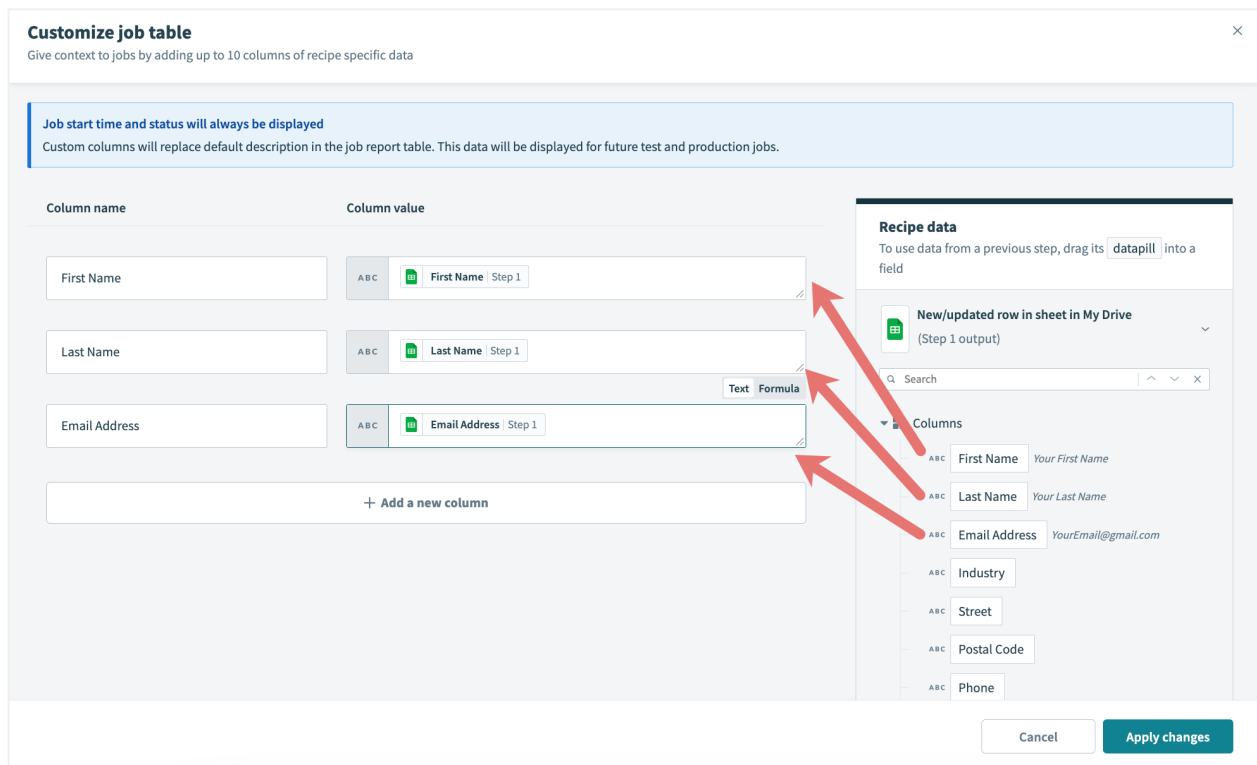 Customize job table
Give context to jobs by adding up to 10 columns of recipe specific data
Job start time and status will always be displayed
Custom columns will replace default description in the job report table. This data will be displayed for future test and production jobs.
Column name
Column value
First Name
ABC First Name Step 1
Last Name
ABC Last Name Step 1
Text Formula
Email Address
ABC Email Address Step 1
+ Add a new column
Recipe data
To use data from a previous step, drag its datapill into a
field
New/updated row in sheet in My Drive
(Step 1 output)
Search
Columns
ABC First Name Your First Name
ABC Last Name Your Last Name
ABC Email Address YourEmail@gmail.com
ABC Industry
ABC Street
ABC Postal Code
ABC Phone
Cancel
Apply changes